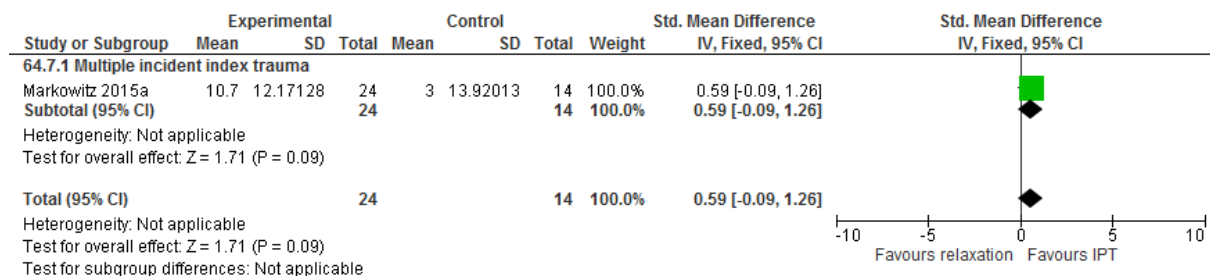 Experimental Control Std. Mean Difference Std. Mean Difference
Study or Subgroup Mean SD Total Mean SD Total Weight IV, Fixed, 95% CI IV, Fixed, 95% CI
64.7.1 Multiple incident index trauma
Markowitz 2015a 10.7 12.17128 24 3 13.92013 14 100.0% 0.59 [-0.09, 1.26]
Subtotal (95% CI) 24 14 100.0% 0.59 [-0.09, 1.26]
Heterogeneity: Not applicable
Test for overall effect: Z = 1.71 (P = 0.09)
Total (95% CI) 24 14 100.0% 0.59 [-0.09, 1.26]
Heterogeneity: Not applicable
Test for overall effect: Z = 1.71 (P = 0.09)
Test for subgroup differences: Not applicable
-10 -5 0 5 10
Favours relaxation Favours IPT